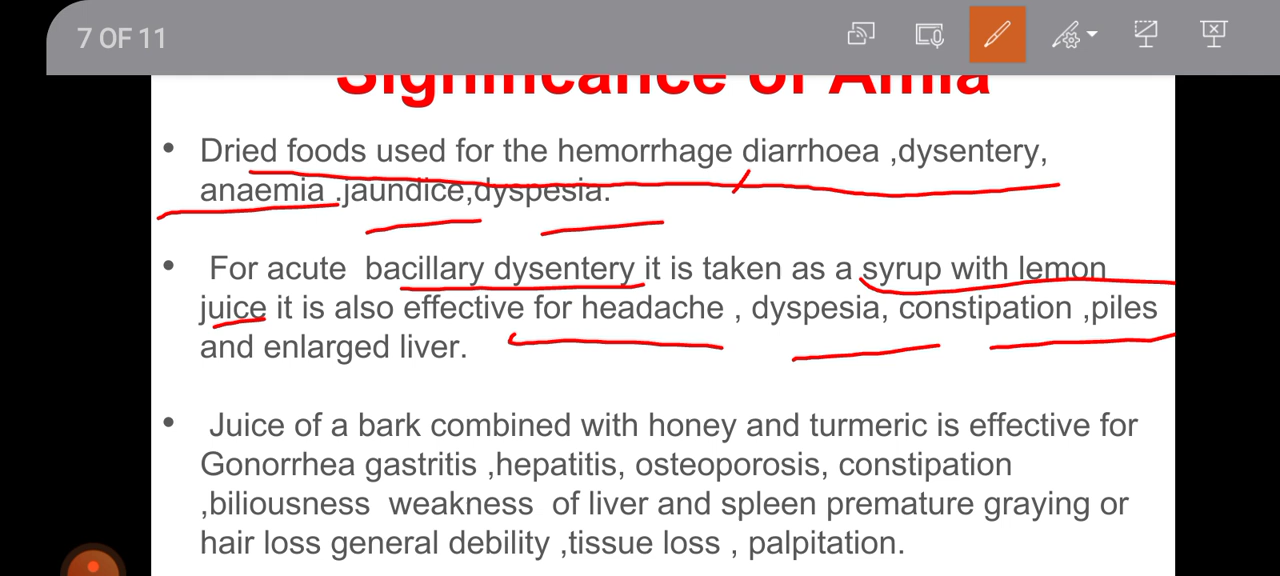 7 OF 11
Significance of Amla
• Dried foods used for the hemorrhage diarrhoea ,dysentery,
anaemia .jaundice,dyspesia.
• For acute bacillary dysentery it is taken as a syrup with lemon
juice it is also effective for headache , dyspesia, constipation ,piles
and enlarged liver.
• Juice of a bark combined with honey and turmeric is effective for
Gonorrhea gastritis ,hepatitis, osteoporosis, constipation
,biliousness weakness of liver and spleen premature graying or
hair loss general debility ,tissue loss , palpitation.